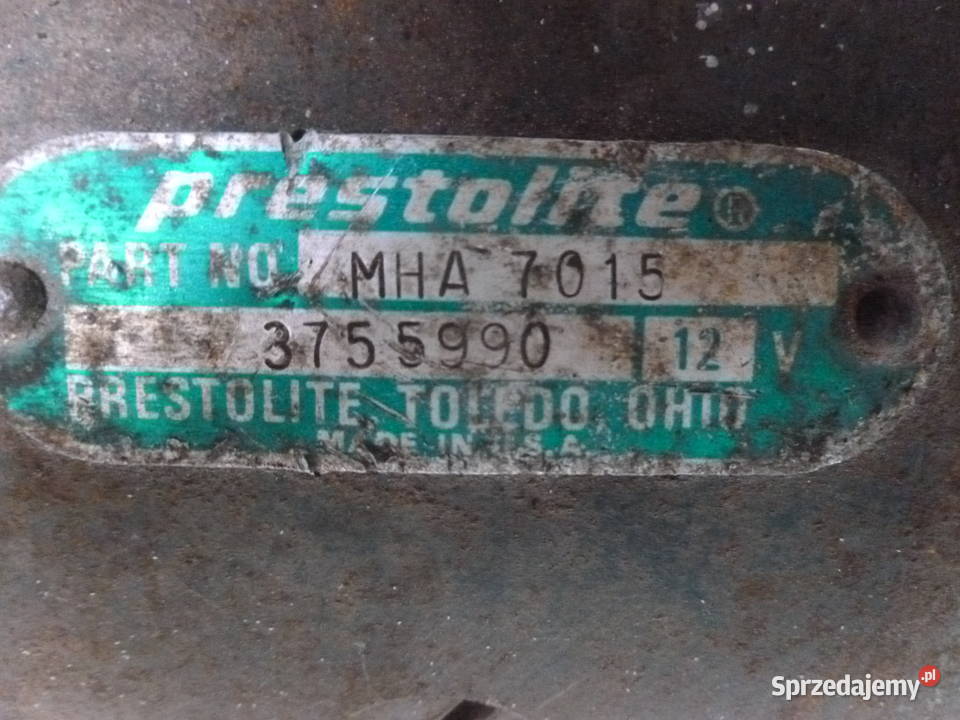 prestolite ®
PART NO. MHA 7015
3755990 12 V
PRESTOLITE, TOLEDO, OHIO
MADE IN U.S.A.
Sprzedajemy.pl